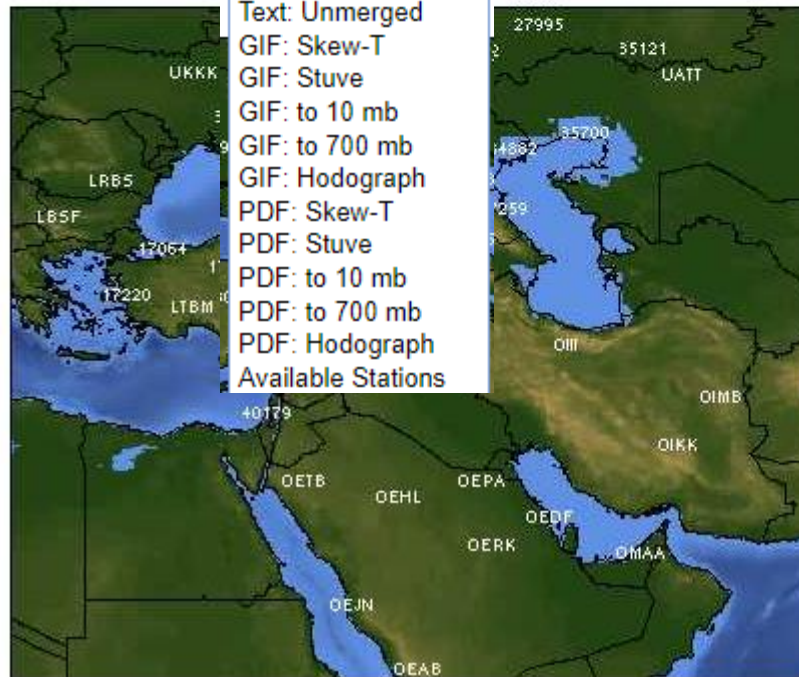 Text: Unmerged
GIF: Skew-T
GIF: Stuve
GIF: to 10 mb
GIF: to 700 mb
GIF: Hodograph
PDF: Skew-T
PDF: Stuve
PDF: to 10 mb
PDF: to 700 mb
PDF: Hodograph
Available Stations
27995
35121
UKKK
UATT
35700
34882
LRBS
LBSF
7259
17064
17220
LTBM
OIII
OIMB
40179
OIKK
OETB
OEHL
OEPA
OEDF
OERK
OMAA
OEJN
OEAB